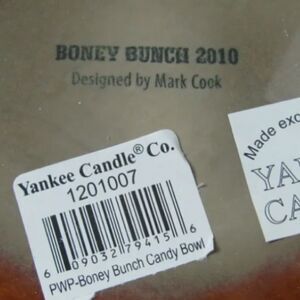 BONEY BUNCH 2010
Designed by Mark Cook
Yankee Candle® Co.
1201007
6 09032 79415 6
PWP-Boney Bunch Candy Bowl
Made exc
YAN
CA